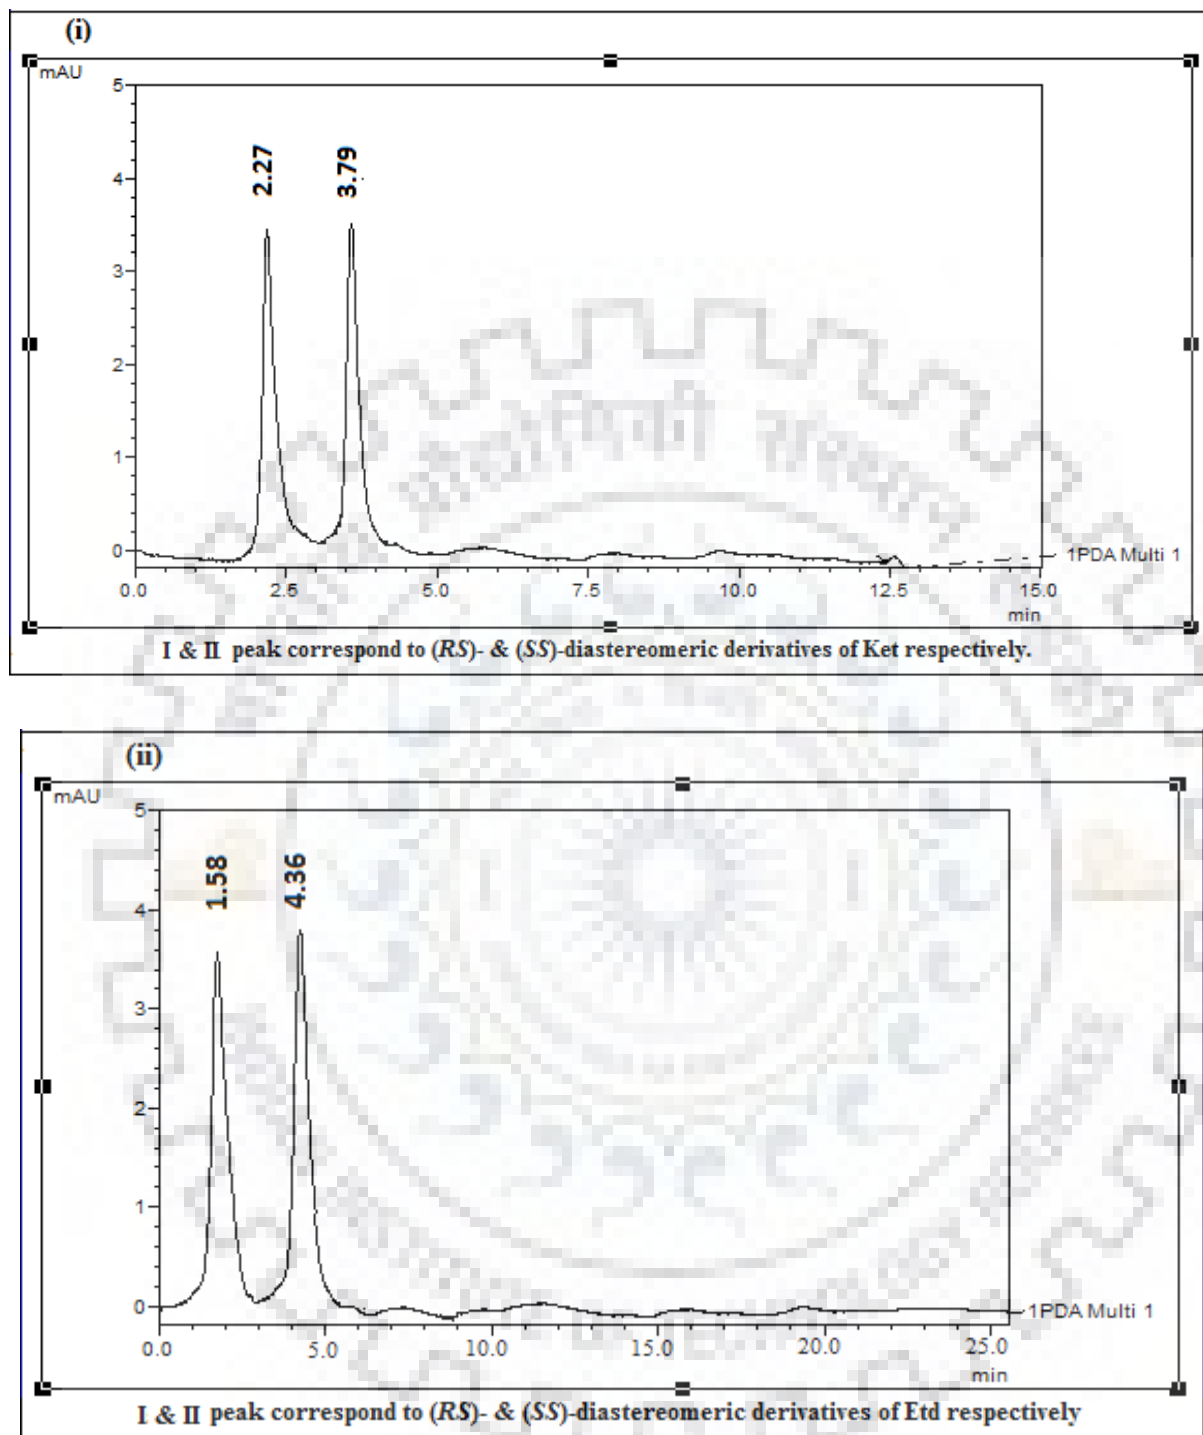 (i)
mAU
5
4
3
2
1
0
2.27
3.79
0.0 2.5 5.0 7.5 10.0 12.5 15.0
min
1PDA Multi 1
I & II peak correspond to (RS)- & (SS)-diastereomeric derivatives of Ket respectively.
(ii)
mAU
5
4
3
2
1
0
1.58
4.36
0.0 5.0 10.0 15.0 20.0 25.0
min
1PDA Multi 1
I & II peak correspond to (RS)- & (SS)-diastereomeric derivatives of Etd respectively